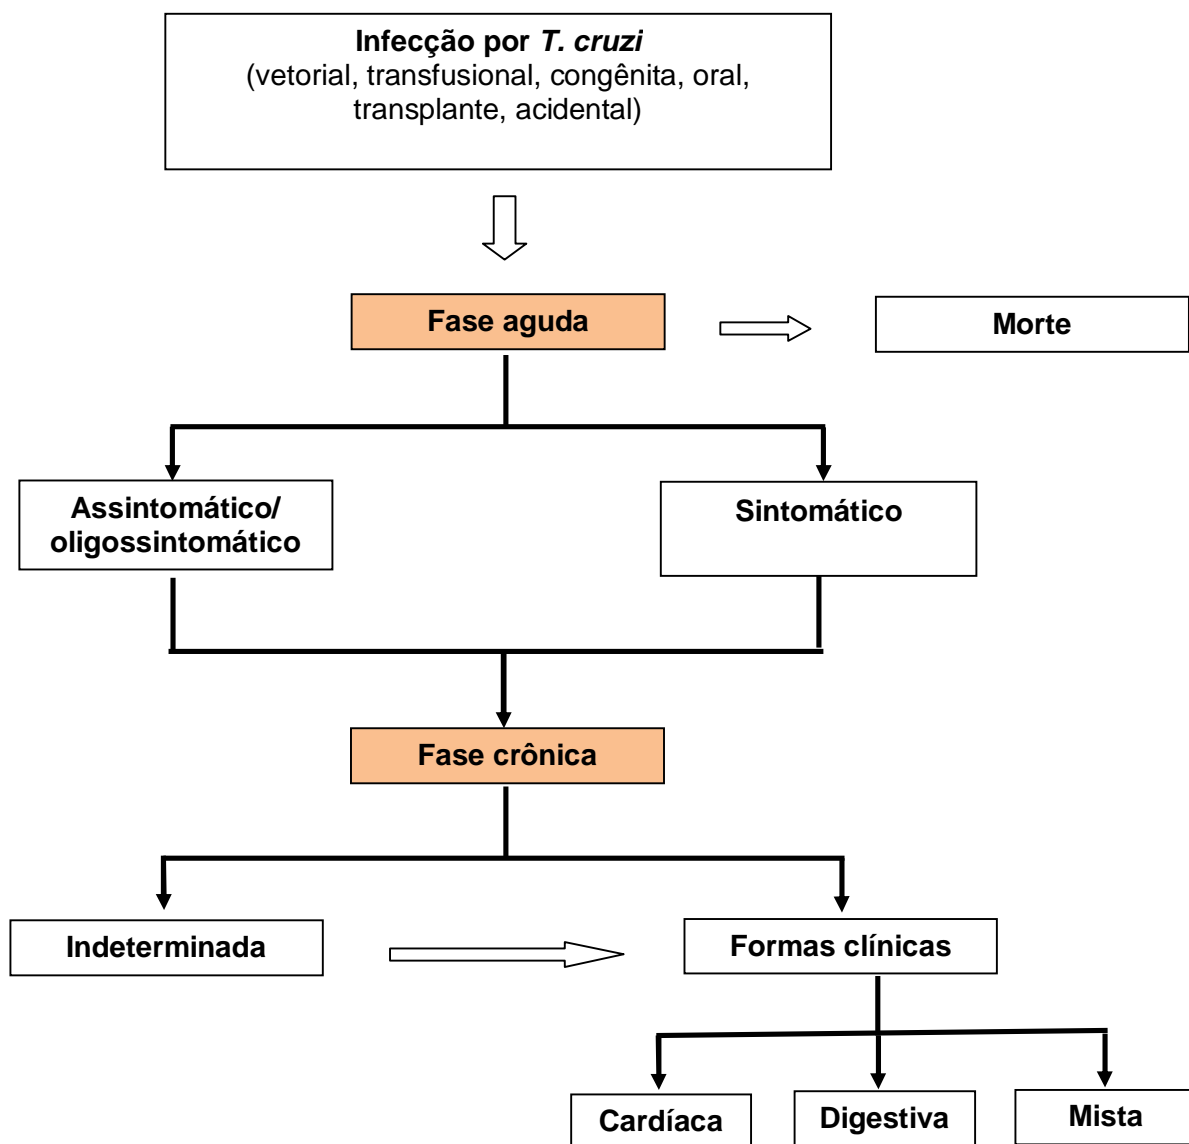 Infecção por T. cruzi
(vetorial, transfusional, congênita, oral,
transplante, acidental)
Fase aguda
Morte
Assintomático/
oligossintomático
Sintomático
Fase crônica
Indeterminada
Formas clínicas
Cardíaca
Digestiva
Mista